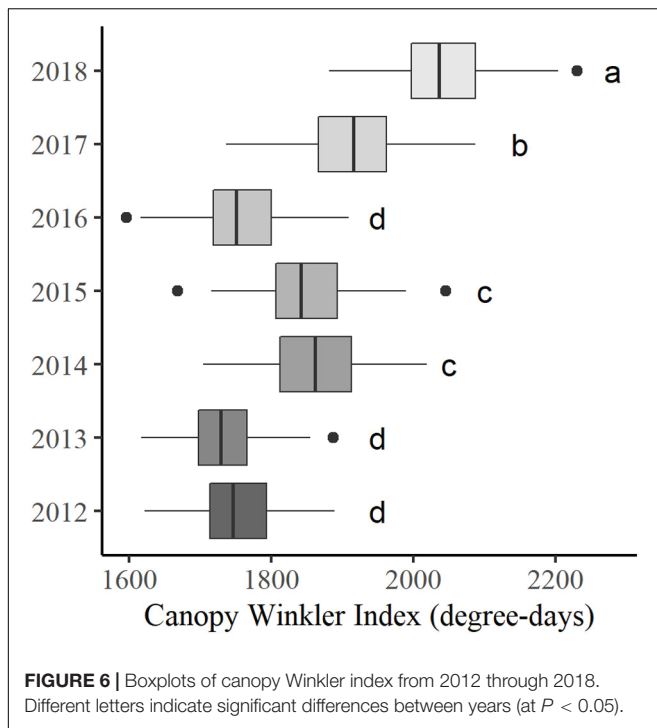 2018 a
2017 b
2016 d
2015 c
2014 c
2013 d
2012 d
1600 1800 2000 2200
Canopy Winkler Index (degree-days)
FIGURE 6 | Boxplots of canopy Winkler index from 2012 through 2018.
Different letters indicate significant differences between years (at P < 0.05).